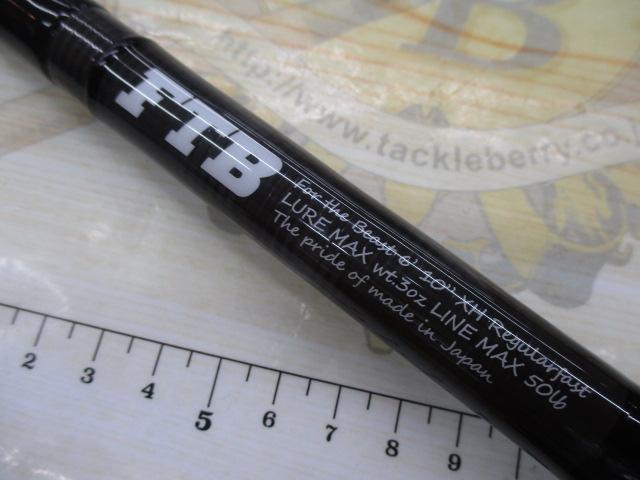 http://www.tackleberry.co.
FTB
For the Beast 6' 10" XH Regularfast
LURE MAX wt.3oz LINE MAX 50lb
The pride of made in Japan
2 3 4 5 6 7 8 9